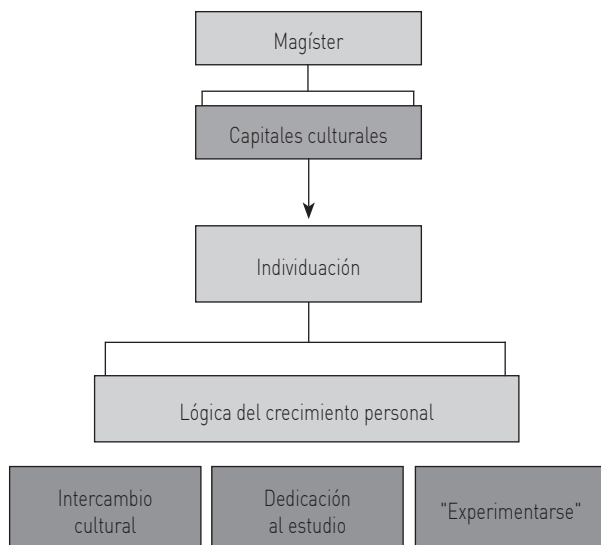 Magíster
Capitales culturales
Individuación
Lógica del crecimiento personal
Intercambio
cultural
Dedicación
al estudio
"Experimentarse"